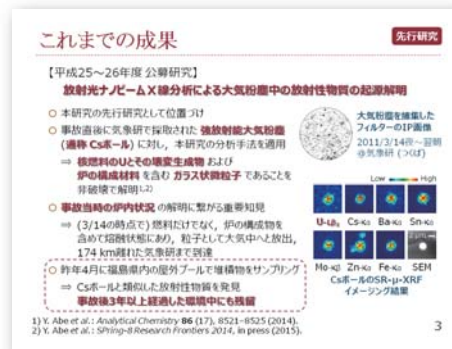 これまでの成果
先行研究
【平成25～26年度 公募研究】
放射光ナノビームX線分析による大気粉塵中の放射性物質の起源解明
本研究の先行研究として位置づけ
事故直後に気象研で採取された 強放射能大気粉塵
(通称 Csボール) に対し，本研究の分析手法を適用
⇒ 核燃料のUとその壊変生成物 および
炉の構成材料 を含む ガラス状微粒子 であることを
非破壊で解明1,2)
事故当時の炉内状況 の解明に繋がる重要知見
⇒ (3/14の時点で) 燃料だけでなく，炉の構成物を
含めて熔融状態にあり，粒子として大気中へと放出，
174 km離れた気象研まで到達
昨年4月に福島県内の屋外プールで堆積物をサンプリング
⇒ Csボールと類似した放射性物質を発見
事故後3年以上経過した環境中にも残留
大気粉塵を捕集した
フィルターのIP画像
2011/3/14夜～翌朝
@気象研 (つくば)
Low High
U-Lβ1 Cs-Kα Ba-Kα Sn-Kα
Mo-Kβ Zn-Kα Fe-Kα SEM
CsボールのSR-μ-XRF
イメージング結果
1) Y. Abe et al.: Analytical Chemistry 86 (17), 8521–8525 (2014).
2) Y. Abe et al.: SPring-8 Research Frontiers 2014, in press (2015).
3